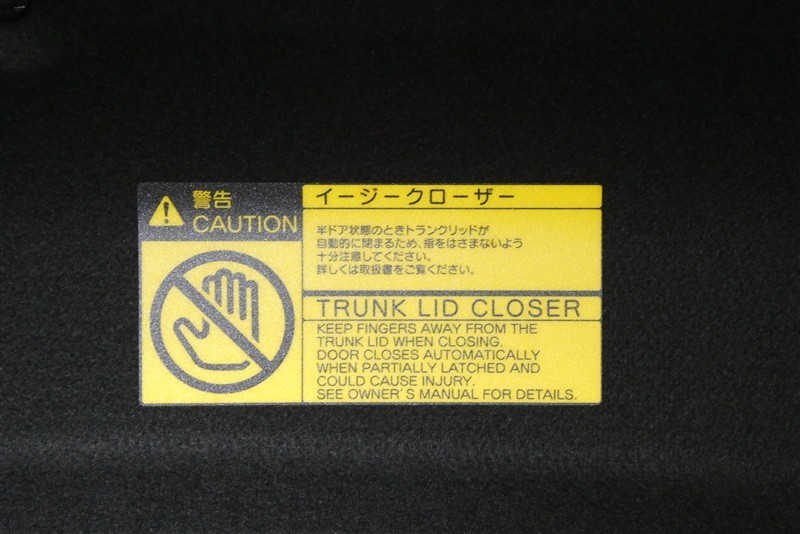 警告
CAUTION
イージークローザー
半ドア状態のときトランクリッドが
自動的に閉まるため、指をはさまないよう
十分注意してください。
詳しくは取扱書をご覧ください。
TRUNK LID CLOSER
KEEP FINGERS AWAY FROM THE
TRUNK LID WHEN CLOSING.
DOOR CLOSES AUTOMATICALLY
WHEN PARTIALLY LATCHED AND
COULD CAUSE INJURY.
SEE OWNER'S MANUAL FOR DETAILS.